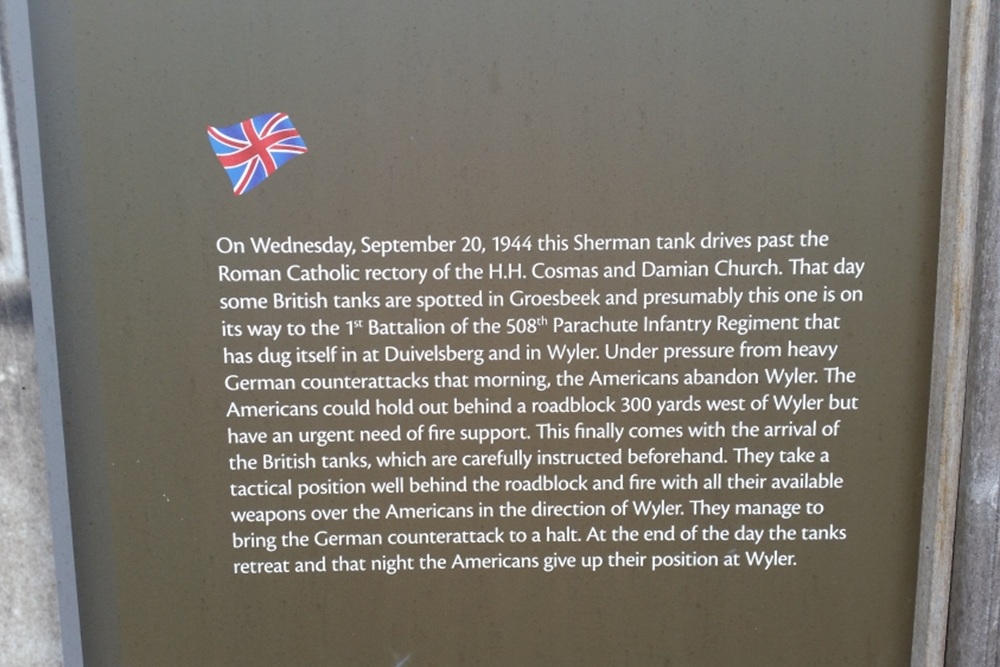 On Wednesday, September 20, 1944 this Sherman tank drives past the
Roman Catholic rectory of the H.H. Cosmas and Damian Church. That day
some British tanks are spotted in Groesbeek and presumably this one is on
its way to the 1st Battalion of the 508th Parachute Infantry Regiment that
has dug itself in at Duivelsberg and in Wyler. Under pressure from heavy
German counterattacks that morning, the Americans abandon Wyler. The
Americans could hold out behind a roadblock 300 yards west of Wyler but
have an urgent need of fire support. This finally comes with the arrival of
the British tanks, which are carefully instructed beforehand. They take a
tactical position well behind the roadblock and fire with all their available
weapons over the Americans in the direction of Wyler. They manage to
bring the German counterattack to a halt. At the end of the day the tanks
retreat and that night the Americans give up their position at Wyler.